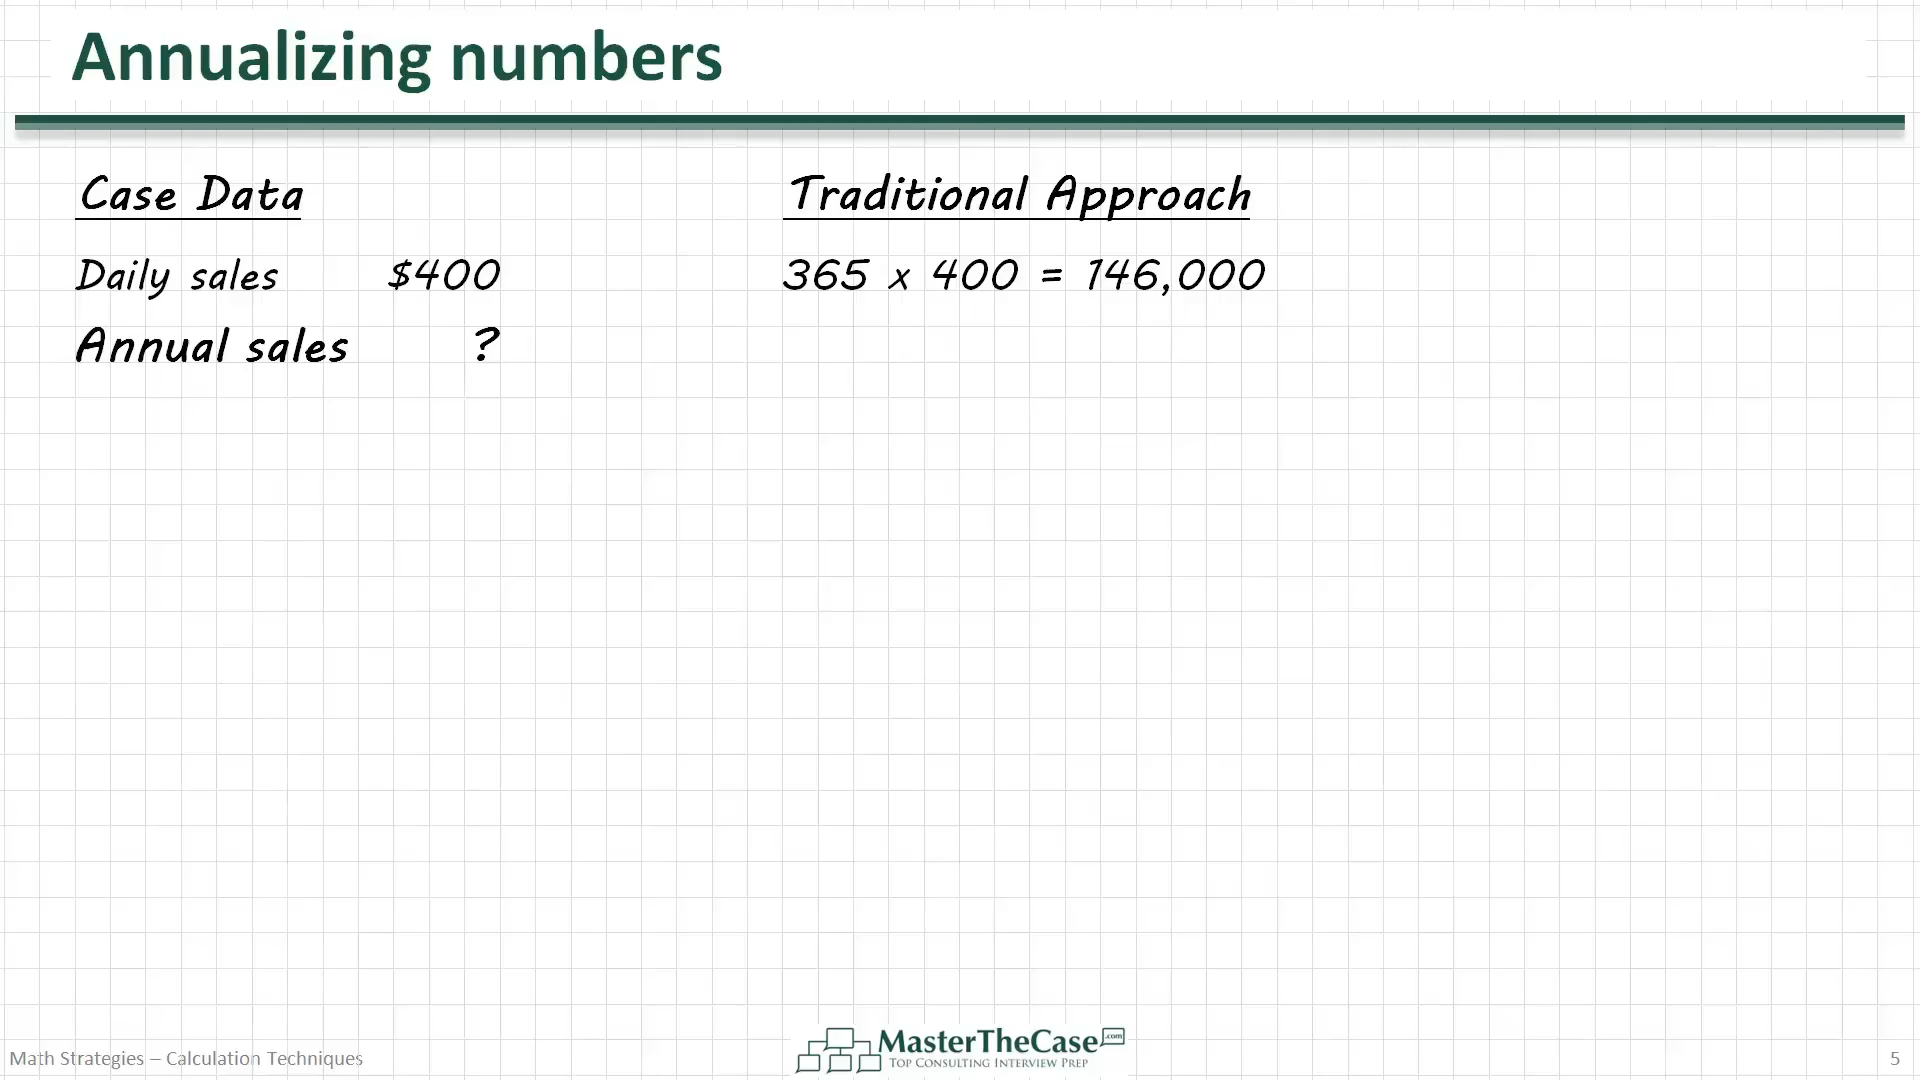 Annualizing numbers
Case Data
Daily sales $400
Annual sales ?
Traditional Approach
365 x 400 = 146,000
Math Strategies – Calculation Techniques
MasterTheCase.com
TOP CONSULTING INTERVIEW PREP
5